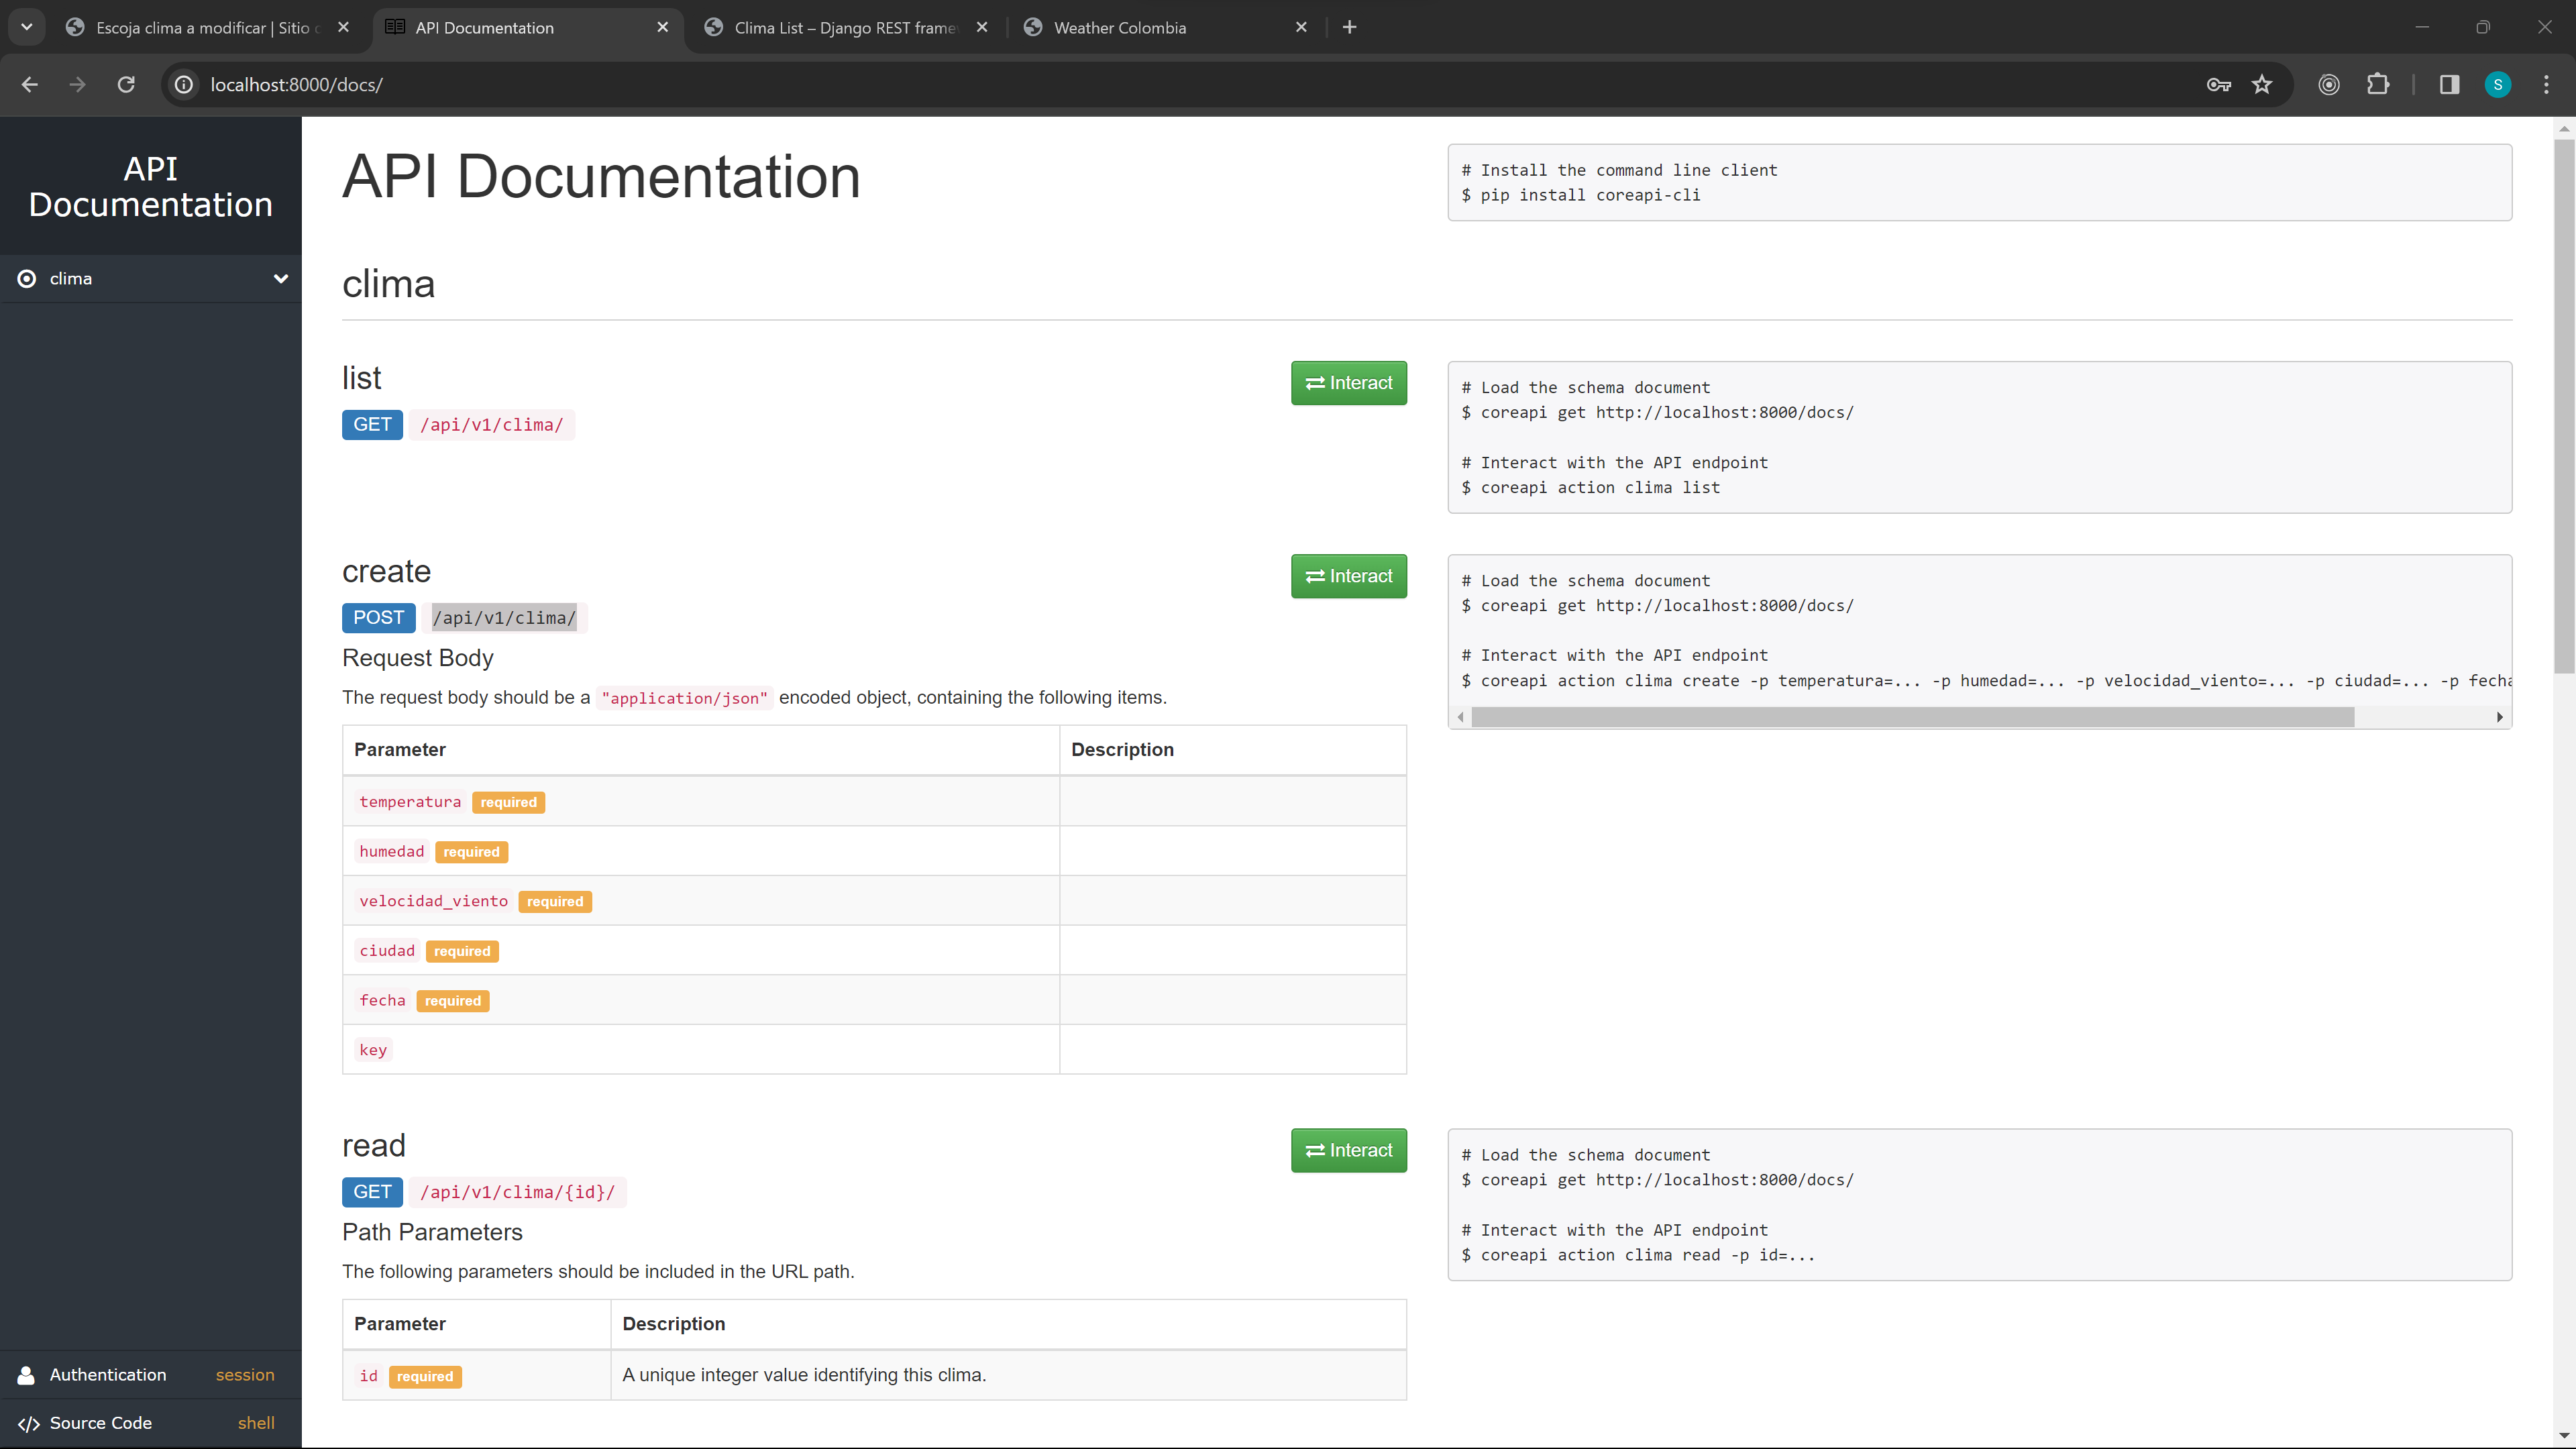 Escoja clima a modificar | Sitio
API Documentation
Clima List – Django REST
Weather Colombia
localhost:8000/docs/
S
API
Documentation
clima
Authentication session
Source Code shell
API Documentation
# Install the command line client
$ pip install coreapi-cli
clima
list
Interact
GET /api/v1/clima/
# Load the schema document
$ coreapi get http://localhost:8000/docs/
# Interact with the API endpoint
$ coreapi action clima list
create
Interact
POST /api/v1/clima/
Request Body
The request body should be a "application/json" encoded object, containing the following items.
Parameter Description
temperatura required
humedad required
velocidad_viento required
ciudad required
fecha required
key
# Load the schema document
$ coreapi get http://localhost:8000/docs/
# Interact with the API endpoint
$ coreapi action clima create -p temperatura=... -p humedad=... -p velocidad_viento=... -p ciudad=... -p fecha
read
Interact
GET /api/v1/clima/{id}/
Path Parameters
The following parameters should be included in the URL path.
Parameter Description
id required A unique integer value identifying this clima.
# Load the schema document
$ coreapi get http://localhost:8000/docs/
# Interact with the API endpoint
$ coreapi action clima read -p id=...